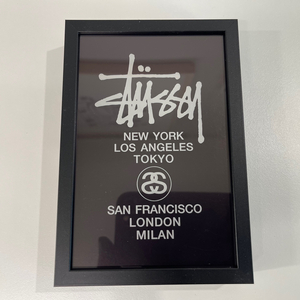 Stüssy
NEW YORK
LOS ANGELES
TOKYO
SAN FRANCISCO
LONDON
MILAN